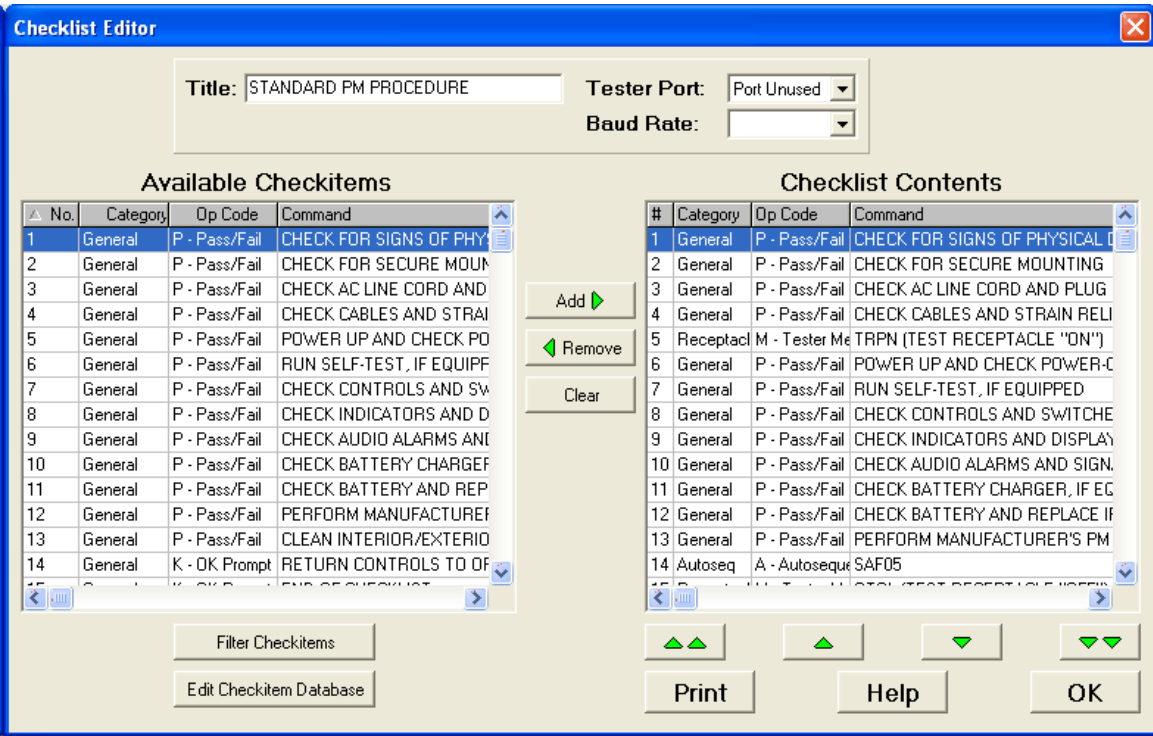 Checklist Editor
Title: STANDARD PM PROCEDURE Tester Port: Port Unused
Baud Rate:
Available Checkitems
No. Category Op Code Command
1 General P - Pass/Fail CHECK FOR SIGNS OF PHY
2 General P - Pass/Fail CHECK FOR SECURE MOUN
3 General P - Pass/Fail CHECK AC LINE CORD AND
4 General P - Pass/Fail CHECK CABLES AND STRAI
5 General P - Pass/Fail POWER UP AND CHECK PO
6 General P - Pass/Fail RUN SELF-TEST, IF EQUIPP
7 General P - Pass/Fail CHECK CONTROLS AND SW
8 General P - Pass/Fail CHECK INDICATORS AND D
9 General P - Pass/Fail CHECK AUDIO ALARMS AND
10 General P - Pass/Fail CHECK BATTERY CHARGER
11 General P - Pass/Fail CHECK BATTERY AND REP
12 General P - Pass/Fail PERFORM MANUFACTURER
13 General P - Pass/Fail CLEAN INTERIOR/EXTERIO
14 General K - OK Prompt RETURN CONTROLS TO OP
Filter Checkitems
Edit Checkitem Database
Add
Remove
Clear
Checklist Contents
# Category Op Code Command
1 General P - Pass/Fail CHECK FOR SIGNS OF PHYSICAL D
2 General P - Pass/Fail CHECK FOR SECURE MOUNTING
3 General P - Pass/Fail CHECK AC LINE CORD AND PLUG
4 General P - Pass/Fail CHECK CABLES AND STRAIN RELI
5 Receptacl M - Tester Me TRPN (TEST RECEPTACLE "ON")
6 General P - Pass/Fail POWER UP AND CHECK POWER-O
7 General P - Pass/Fail RUN SELF-TEST, IF EQUIPPED
8 General P - Pass/Fail CHECK CONTROLS AND SWITCHE
9 General P - Pass/Fail CHECK INDICATORS AND DISPLAY
10 General P - Pass/Fail CHECK AUDIO ALARMS AND SIGN
11 General P - Pass/Fail CHECK BATTERY CHARGER, IF EQ
12 General P - Pass/Fail CHECK BATTERY AND REPLACE IF
13 General P - Pass/Fail PERFORM MANUFACTURER'S PM
14 Autoseq A - Autoseque SAF05
Print Help OK